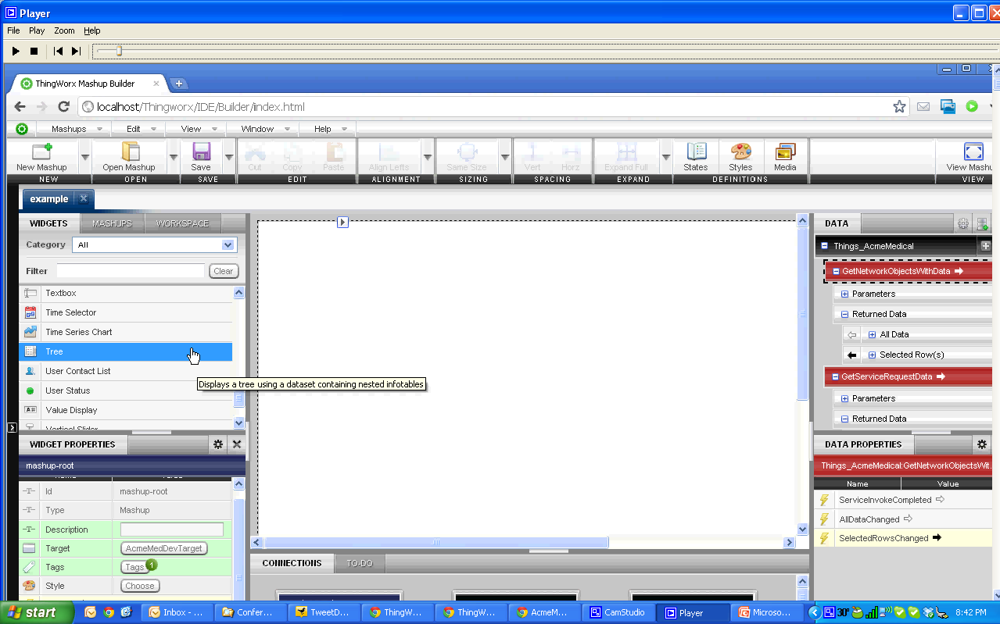 Player
File Play Zoom Help
ThingWorx Mashup Builder
localhost/Thingworx/IDE/Builder/index.html
Mashups Edit View Window Help
New Mashup Open Mashup Save Cut Copy Paste Align Lefts Same Size Vert Horz Expand Full States Styles Media View Mashu
NEW OPEN SAVE EDIT ALIGNMENT SIZING SPACING EXPAND DEFINITIONS VIEW
example
WIDGETS MASHUPS WORKSPACE
Category All
Filter Clear
Textbox
Time Selector
Time Series Chart
Tree
User Contact List
User Status
Value Display
Vertical Slider
Displays a tree using a dataset containing nested infotables
WIDGET PROPERTIES
mashup-root
Name Value
Id mashup-root
Type Mashup
Description
Target AcmeMedDevTarget
Tags Tags 1
Style Choose
CONNECTIONS TO-DO
DATA
Things_AcmeMedical
GetNetworkObjectsWithData
Parameters
Returned Data
All Data
Selected Row(s)
GetServiceRequestData
Parameters
Returned Data
DATA PROPERTIES
Things_AcmeMedical:GetNetworkObjectsWit..
Name Value
ServiceInvokeCompleted
AllDataChanged
SelectedRowsChanged
start Inbox - ... Confer... TweetD... ThingW... ThingW... AcmeM... CamStudio Player Microso... 30° 8:42 PM